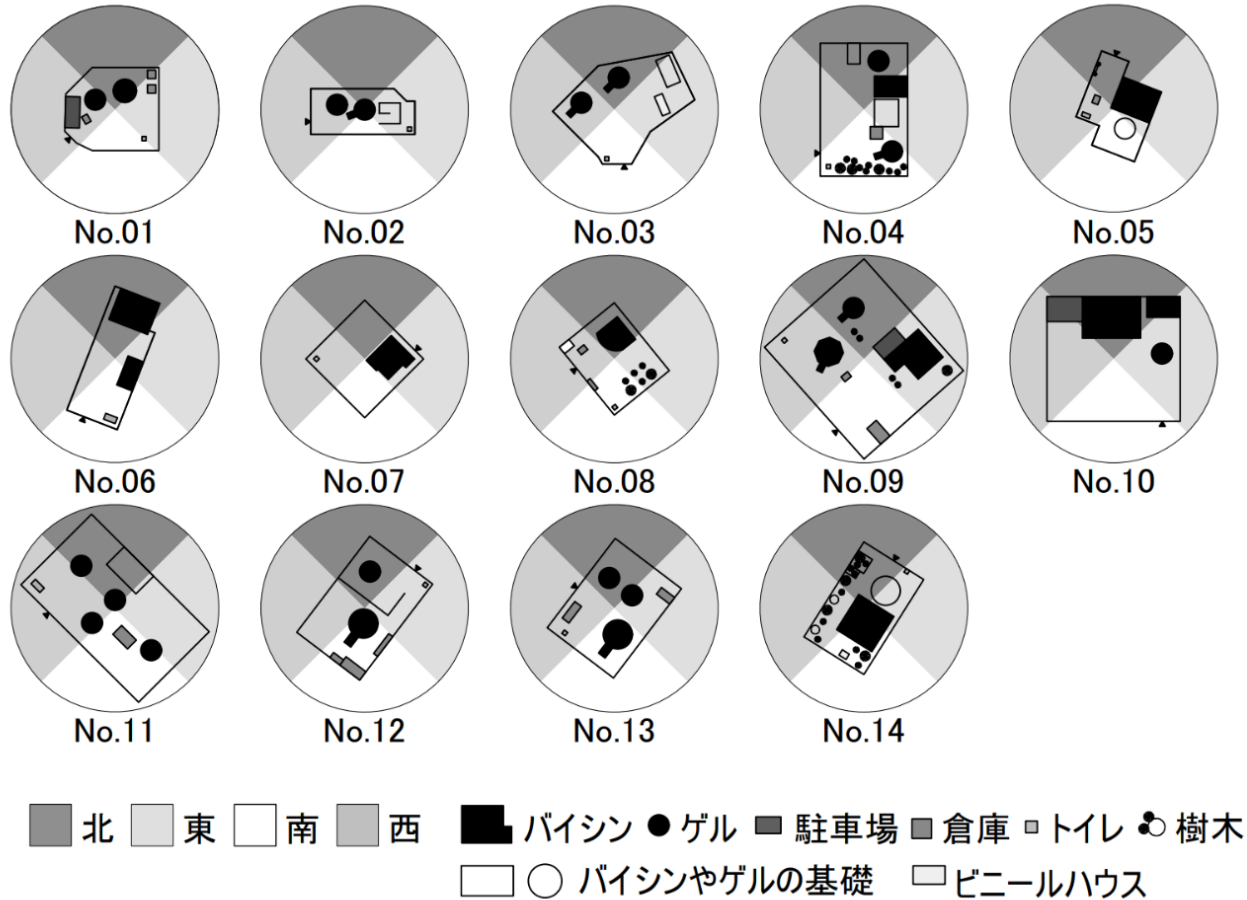 No.01 No.02 No.03 No.04 No.05
No.06 No.07 No.08 No.09 No.10
No.11 No.12 No.13 No.14
北 東 南 西 バイシン ゲル 駐車場 倉庫 トイレ 樹木
バイシンやゲルの基礎 ビニールハウス